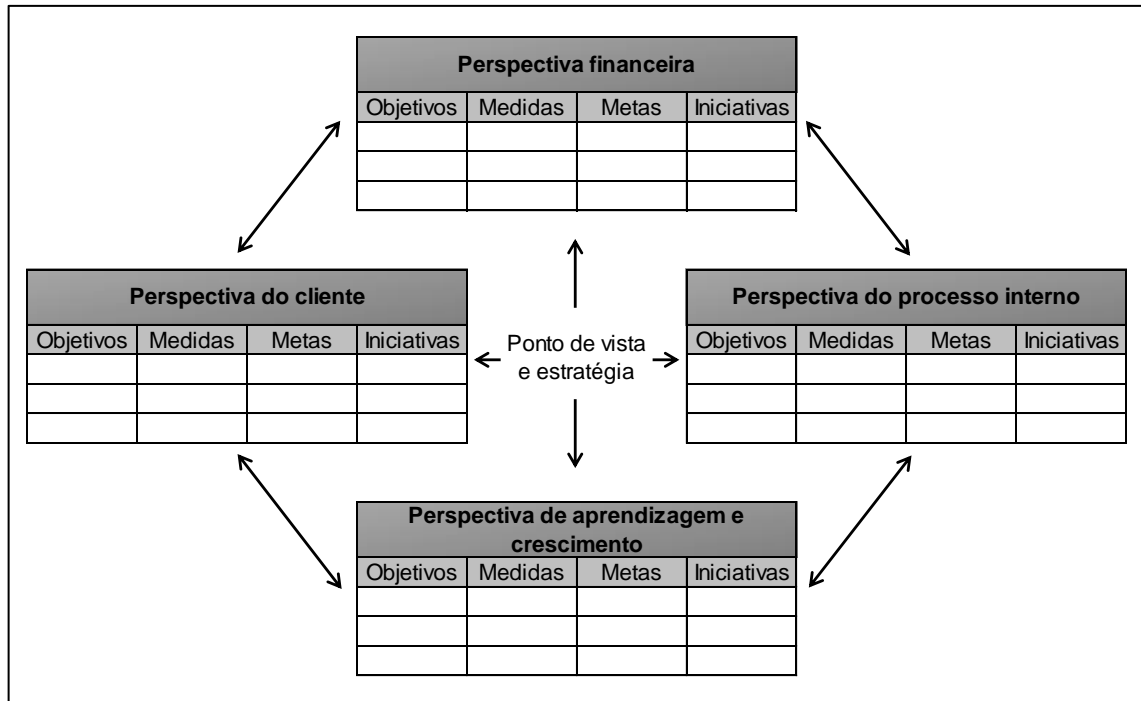 Perspectiva financeira
Objetivos Medidas Metas Iniciativas
Perspectiva do cliente
Objetivos Medidas Metas Iniciativas
Ponto de vista
e estratégia
Perspectiva do processo interno
Objetivos Medidas Metas Iniciativas
Perspectiva de aprendizagem e
crescimento
Objetivos Medidas Metas Iniciativas